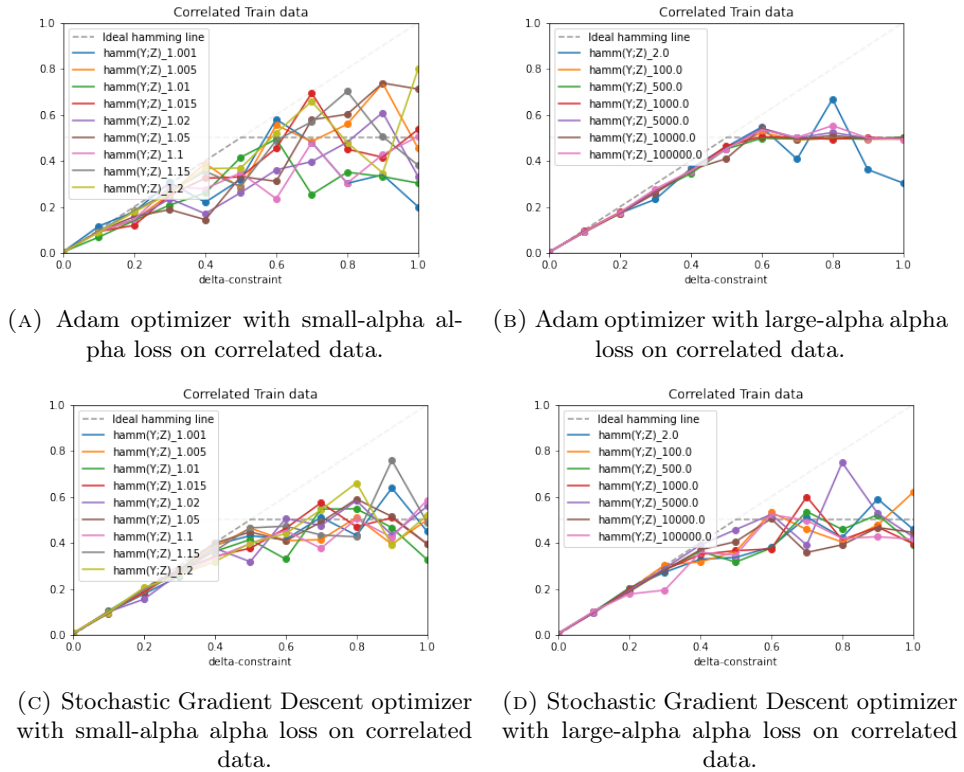 Correlated Train data
1.0
0.8
0.6
0.4
0.2
0.0
Ideal hamming line
hamm(Y;Z)_1.001
hamm(Y;Z)_1.005
hamm(Y;Z)_1.01
hamm(Y;Z)_1.015
hamm(Y;Z)_1.02
hamm(Y;Z)_1.05
hamm(Y;Z)_1.1
hamm(Y;Z)_1.15
hamm(Y;Z)_1.2
0.0 0.2 0.4 0.6 0.8 1.0
delta-constraint
(A) Adam optimizer with small-alpha al-
pha loss on correlated data.
Correlated Train data
1.0
0.8
0.6
0.4
0.2
0.0
Ideal hamming line
hamm(Y;Z)_2.0
hamm(Y;Z)_100.0
hamm(Y;Z)_500.0
hamm(Y;Z)_1000.0
hamm(Y;Z)_5000.0
hamm(Y;Z)_10000.0
hamm(Y;Z)_100000.0
0.0 0.2 0.4 0.6 0.8 1.0
delta-constraint
(B) Adam optimizer with large-alpha alpha
loss on correlated data.
Correlated Train data
1.0
0.8
0.6
0.4
0.2
0.0
Ideal hamming line
hamm(Y;Z)_1.001
hamm(Y;Z)_1.005
hamm(Y;Z)_1.01
hamm(Y;Z)_1.015
hamm(Y;Z)_1.02
hamm(Y;Z)_1.05
hamm(Y;Z)_1.1
hamm(Y;Z)_1.15
hamm(Y;Z)_1.2
0.0 0.2 0.4 0.6 0.8 1.0
delta-constraint
(C) Stochastic Gradient Descent optimizer
with small-alpha alpha loss on correlated
data.
Correlated Train data
1.0
0.8
0.6
0.4
0.2
0.0
Ideal hamming line
hamm(Y;Z)_2.0
hamm(Y;Z)_100.0
hamm(Y;Z)_500.0
hamm(Y;Z)_1000.0
hamm(Y;Z)_5000.0
hamm(Y;Z)_10000.0
hamm(Y;Z)_100000.0
0.0 0.2 0.4 0.6 0.8 1.0
delta-constraint
(D) Stochastic Gradient Descent optimizer
with large-alpha alpha loss on correlated
data.